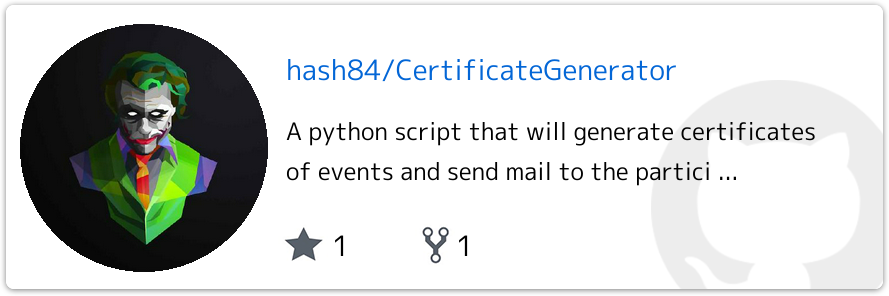 hash84/CertificateGenerator
A python script that will generate certificates
of events and send mail to the partici ...
1 1